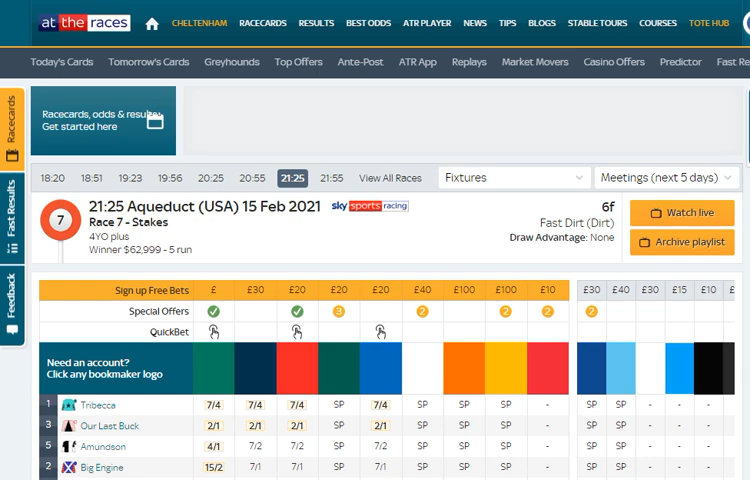 at the races
CHELTENHAM RACECARDS RESULTS BEST ODDS ATR PLAYER NEWS TIPS BLOGS STABLE TOURS COURSES TOTE HUB
Today's Cards Tomorrow's Cards Greyhounds Top Offers Ante-Post ATR App Replays Market Movers Casino Offers Predictor Fast Re
Racecards
Fast Results
Feedback
Racecards, odds & results
Get started here
18:20 18:51 19:23 19:56 20:25 20:55 21:25 21:55 View All Races Fixtures Meetings (next 5 days)
7
21:25 Aqueduct (USA) 15 Feb 2021 sky sports racing
Race 7 - Stakes
4YO plus
Winner $62,999 - 5 run
6f
Fast Dirt (Dirt)
Draw Advantage: None
Watch live
Archive playlist
Sign up Free Bets £ £30 £20 £20 £20 £40 £100 £100 £10 £30 £40 £30 £15 £10 £
Special Offers 3 2 2 2 2
QuickBet
Need an account?
Click any bookmaker logo
1 Tribecca 7/4 7/4 7/4 SP 7/4 SP SP SP - SP SP - - -
3 Our Last Buck 2/1 2/1 2/1 SP 2/1 SP SP SP - SP SP - - -
5 Amundson 4/1 7/2 7/2 SP 7/2 SP SP SP - SP SP - - -
2 Big Engine 15/2 7/1 7/1 SP 7/1 SP SP SP - SP SP - - -